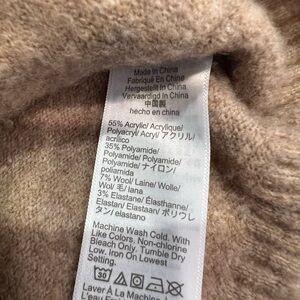 Made In China
Fabriqué En Chine
Hergestellt In China
Vervaardigd In China
中国製
hecho en china
55% Acrylic/ Acrylique/
Polyacryl/ Acryl/ アクリル/
acrílico
35% Polyamide/
Polyamide/ Polyamide/
Polyamide/ ナイロン/
poliamida
7% Wool/ Laine/ Wolle/
Wol/ 毛/ lana
3% Elastane/ Élasthanne/
Elastan/ Elastaan/ ポリウレ
タン/ elastano
Machine Wash Cold. With
Like Colors. Non-chlorine
Bleach Only. Tumble Dry
Low. Iron On Lowest
Setting.
30
Laver À La Machine À
L'eau